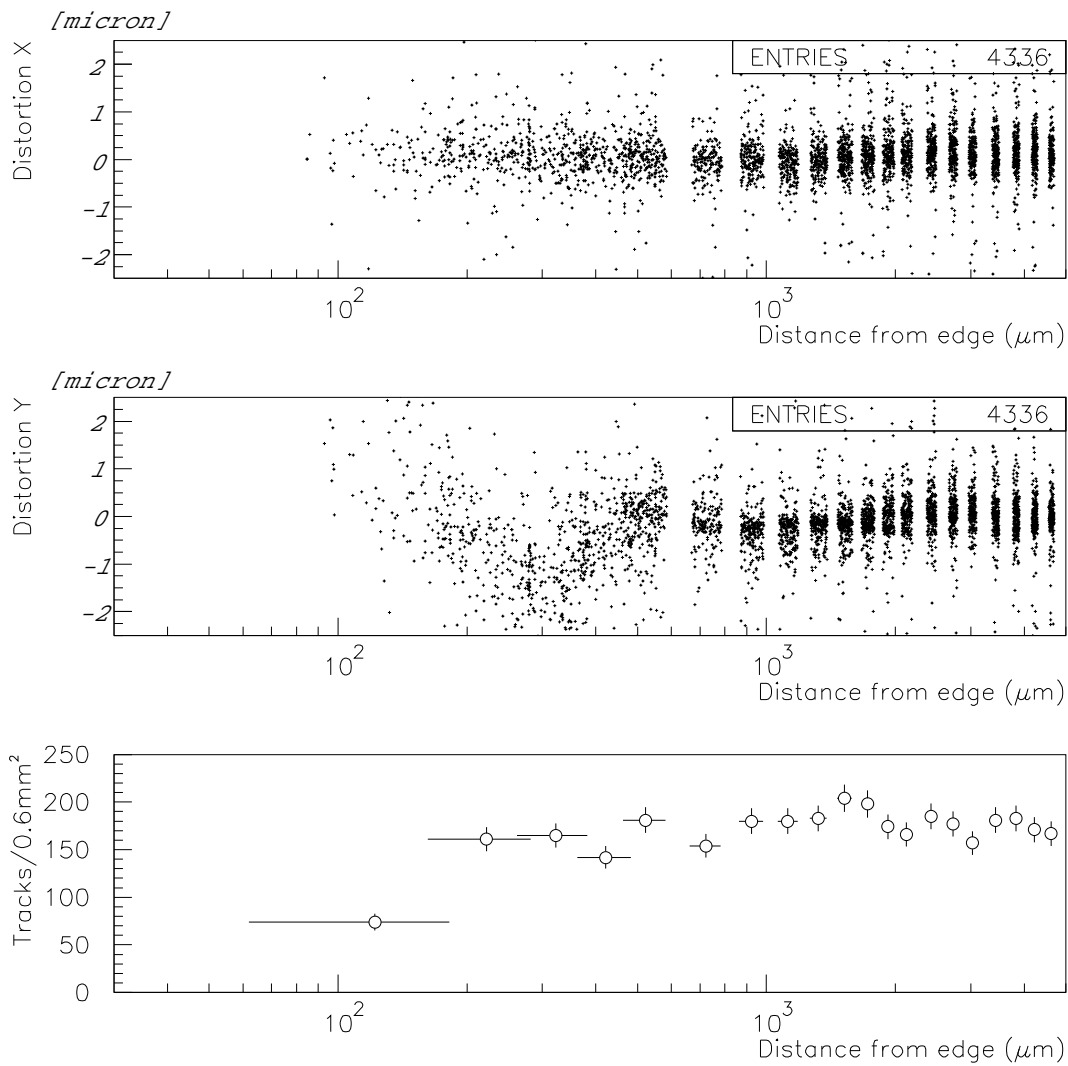 [micron]
Distortion X
ENTRIES 4336
2
1
0
-1
-2
10² 10³
Distance from edge (μm)
[micron]
Distortion Y
ENTRIES 4336
2
1
0
-1
-2
10² 10³
Distance from edge (μm)
Tracks/0.6mm²
250
200
150
100
50
0
10² 10³
Distance from edge (μm)